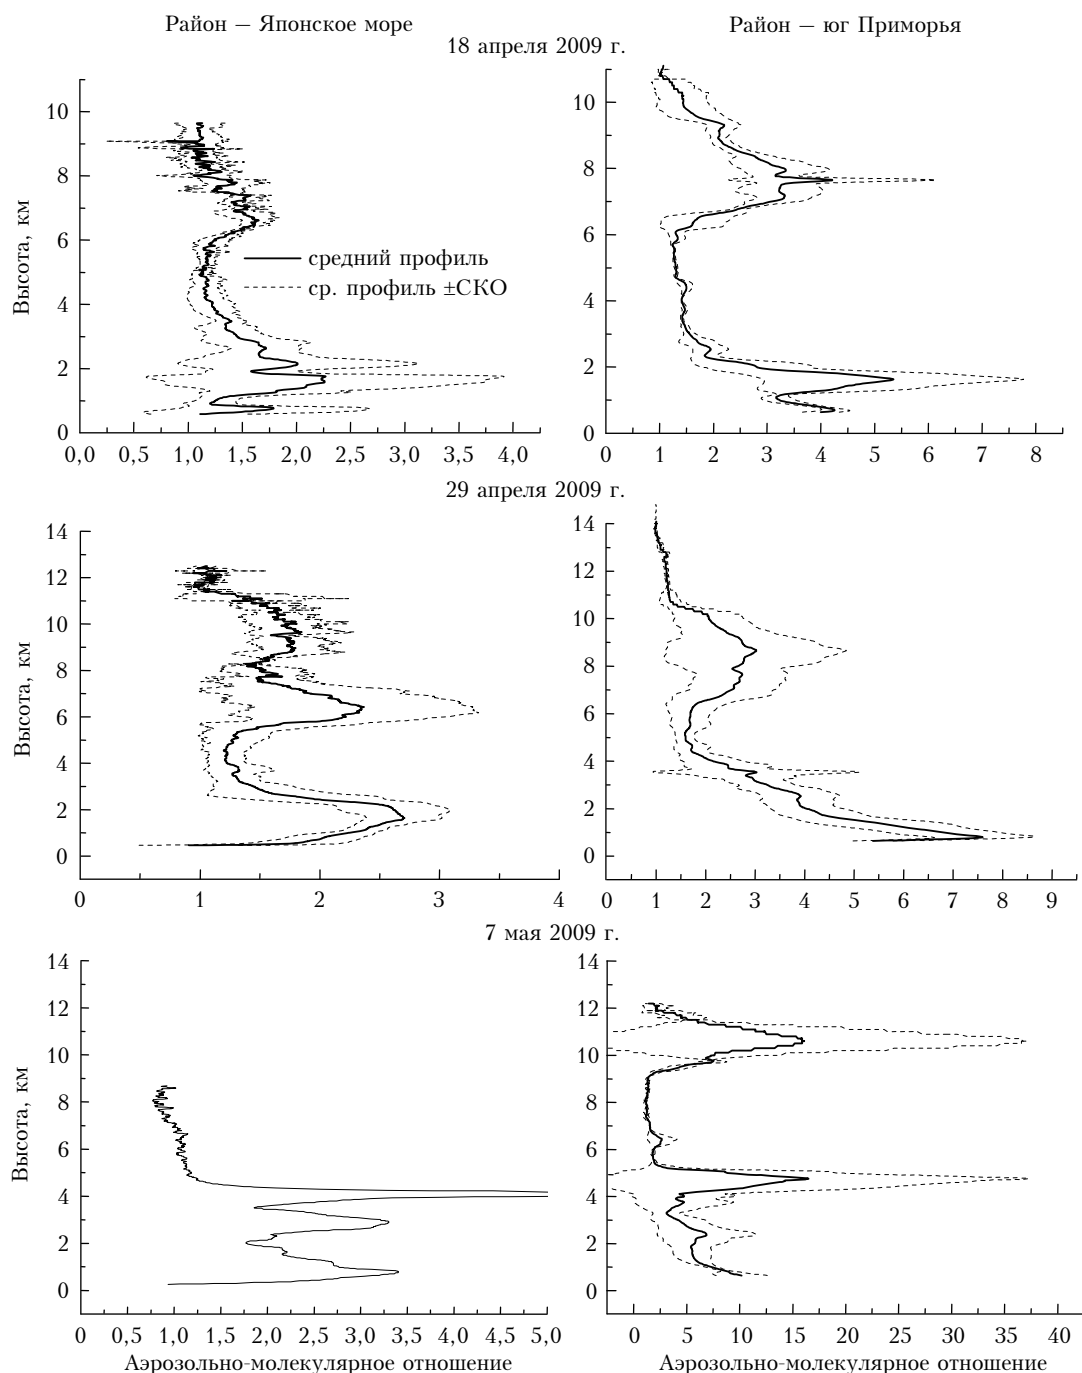 Район – Японское море
Район – юг Приморья
18 апреля 2009 г.
Высота, км
10
8
6
4
2
0
0,0 0,5 1,0 1,5 2,0 2,5 3,0 3,5 4,0
средний профиль
ср. профиль ±СКО
10
8
6
4
2
0
0 1 2 3 4 5 6 7 8
29 апреля 2009 г.
Высота, км
14
12
10
8
6
4
2
0
0 1 2 3 4
14
12
10
8
6
4
2
0
0 1 2 3 4 5 6 7 8 9
7 мая 2009 г.
Высота, км
14
12
10
8
6
4
2
0
0 0,5 1,0 1,5 2,0 2,5 3,0 3,5 4,0 4,5 5,0
Аэрозольно-молекулярное отношение
14
12
10
8
6
4
2
0
0 5 10 15 20 25 30 35 40
Аэрозольно-молекулярное отношение